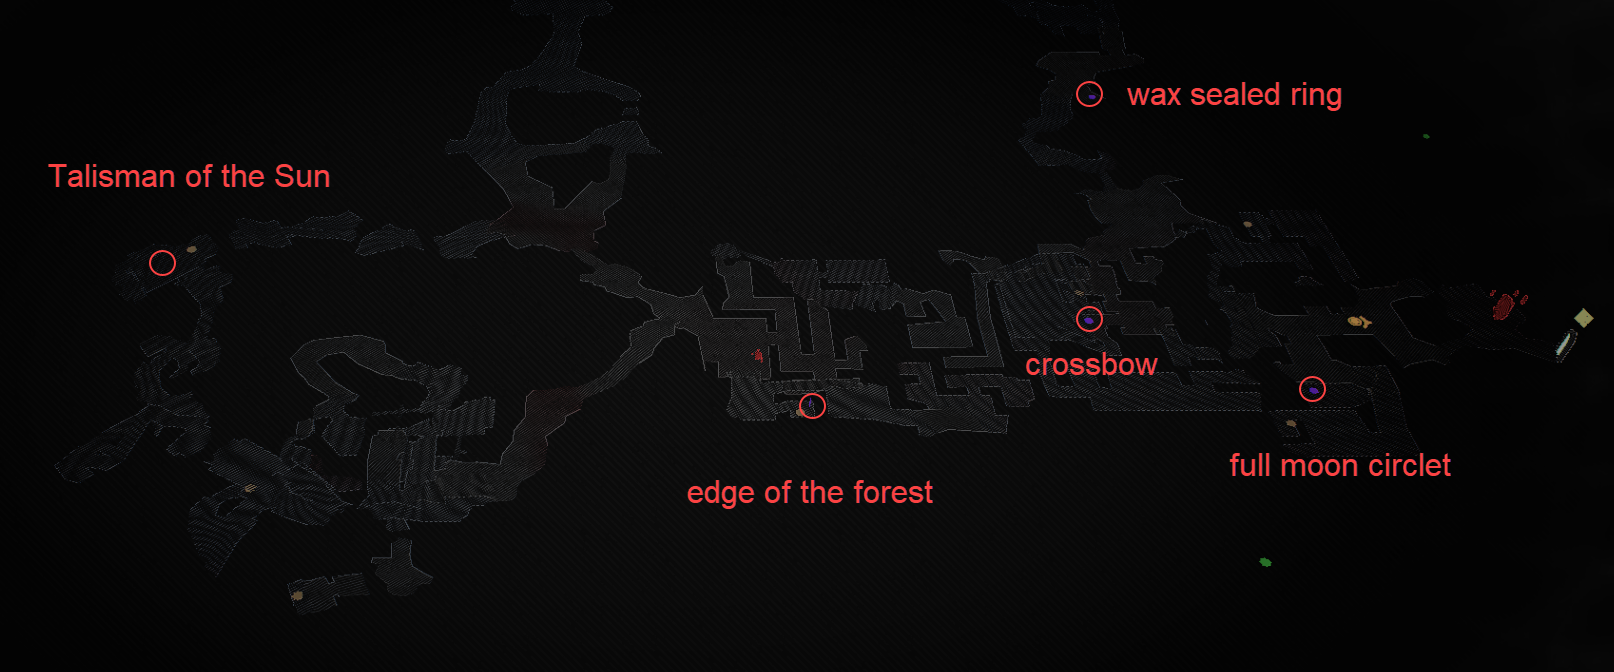 wax sealed ring
Talisman of the Sun
crossbow
full moon circlet
edge of the forest